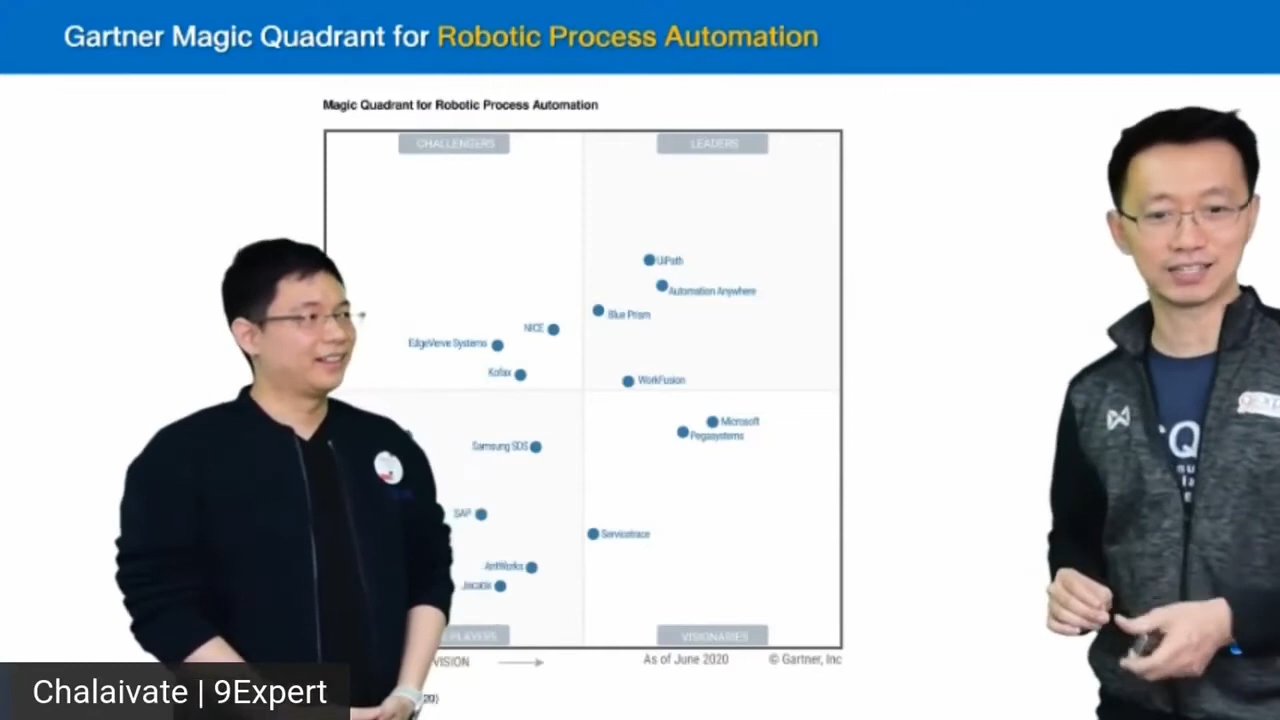 Gartner Magic Quadrant for Robotic Process Automation
Magic Quadrant for Robotic Process Automation
CHALLENGERS
LEADERS
UiPath
Automation Anywhere
Blue Prism
NICE
EdgeVerve Systems
Kofax
WorkFusion
Microsoft
Pegasystems
Samsung SDS
SAP
Servicetrace
AntWorks
Jacada
PLAYERS
VISIONARIES
VISION
As of June 2020
© Gartner, Inc
20)
Chalaivate | 9Expert